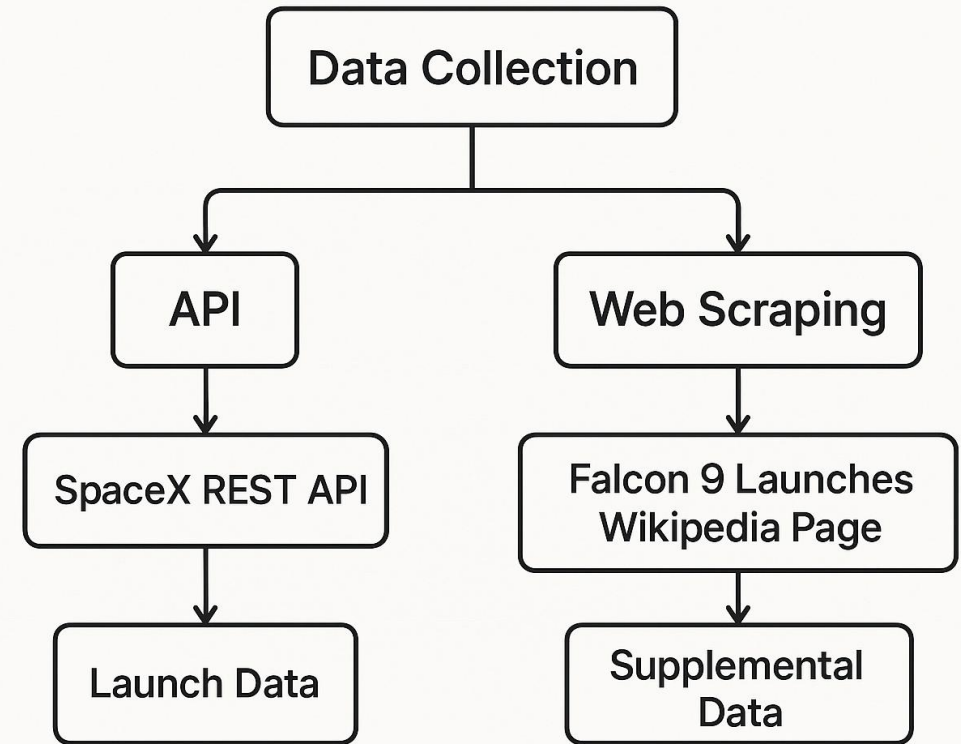 Data Collection
API
Web Scraping
SpaceX REST API
Falcon 9 Launches
Wikipedia Page
Launch Data
Supplemental
Data